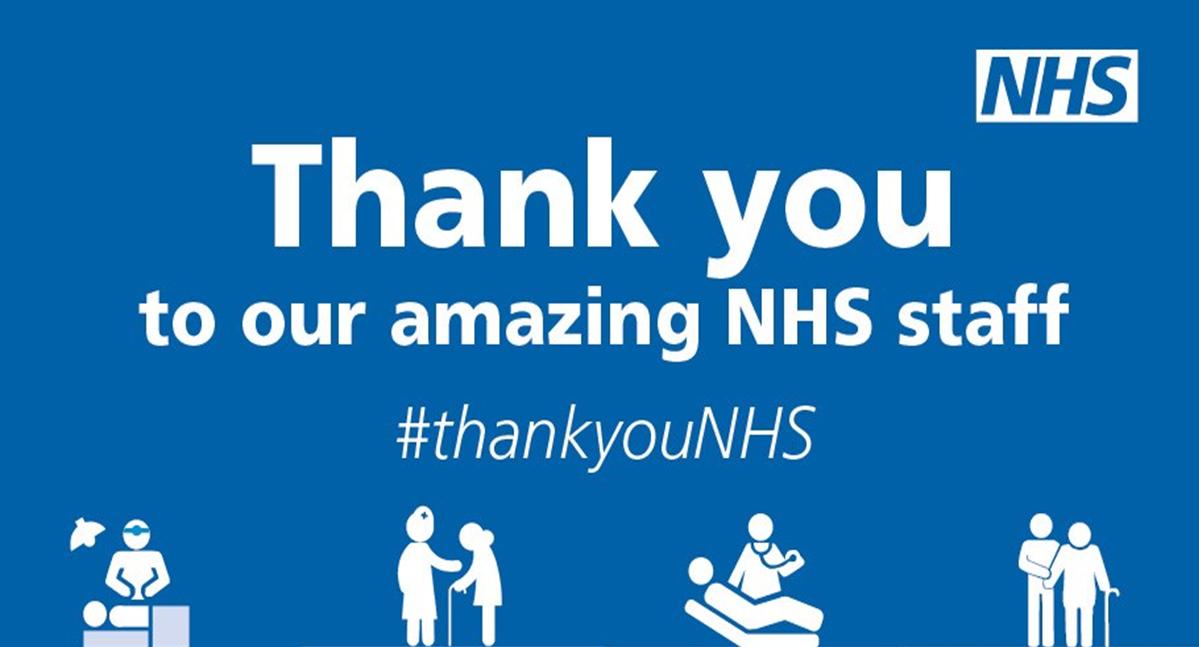 NHS
Thank you
to our amazing NHS staff
#thankyouNHS